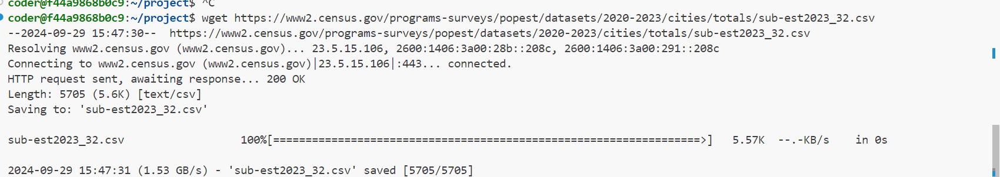 coder@f44a9868b0c9:~/project$ ^C
coder@f44a9868b0c9:~/project$ wget https://www2.census.gov/programs-surveys/popest/datasets/2020-2023/cities/totals/sub-est2023_32.csv
--2024-09-29 15:47:30--  https://www2.census.gov/programs-surveys/popest/datasets/2020-2023/cities/totals/sub-est2023_32.csv
Resolving www2.census.gov (www2.census.gov)... 23.5.15.106, 2600:1406:3a00:28b::208c, 2600:1406:3a00:291::208c
Connecting to www2.census.gov (www2.census.gov)|23.5.15.106|:443... connected.
HTTP request sent, awaiting response... 200 OK
Length: 5705 (5.6K) [text/csv]
Saving to: 'sub-est2023_32.csv'
sub-est2023_32.csv                  100%[==================================================================>]   5.57K  --.-KB/s    in 0s
2024-09-29 15:47:31 (1.53 GB/s) - 'sub-est2023_32.csv' saved [5705/5705]